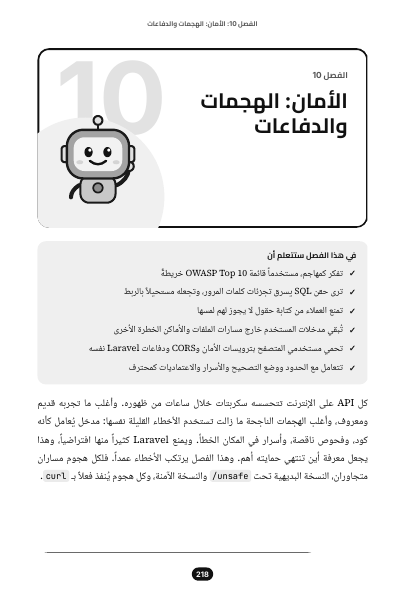 الفصل 10: الأمان: الهجمات والدفاعات
10
الفصل 10
الأمان: الهجمات
والدفاعات
في هذا الفصل ستتعلم أن
✓ تفكر كمهاجم، مستخدماً قائمة OWASP Top 10 خريطةً
✓ ترى حقن SQL يسرق تجزئات كلمات المرور، وتجعله مستحيلاً بالربط
✓ تمنع العملاء من كتابة حقول لا يجوز لهم لمسها
✓ تُبقي مدخلات المستخدم خارج مسارات الملفات والأماكن الخطرة الأخرى
✓ تحمي مستخدمي المتصفح بترويسات الأمان وCORS ودفاعات Laravel نفسه
✓ تتعامل مع الحدود ووضع التصحيح والأسرار والاعتماديات كمحترف
كل API على الإنترنت تتحسسه سكربتات خلال ساعات من ظهوره. وأغلب ما تجربه قديم
ومعروف، وأغلب الهجمات الناجحة ما زالت تستخدم الأخطاء القليلة نفسها: مدخل يُعامل كأنه
كود، وفحوص ناقصة، وأسرار في المكان الخطأ. ويمنع Laravel كثيراً منها افتراضياً، وهذا
يجعل معرفة أين تنتهي حمايته أهم. وهذا الفصل يرتكب الأخطاء عمداً. فلكل هجوم مساران
متجاوران، النسخة البديهية تحت /unsafe والنسخة الآمنة، وكل هجوم يُنفذ فعلاً بـ curl.
218